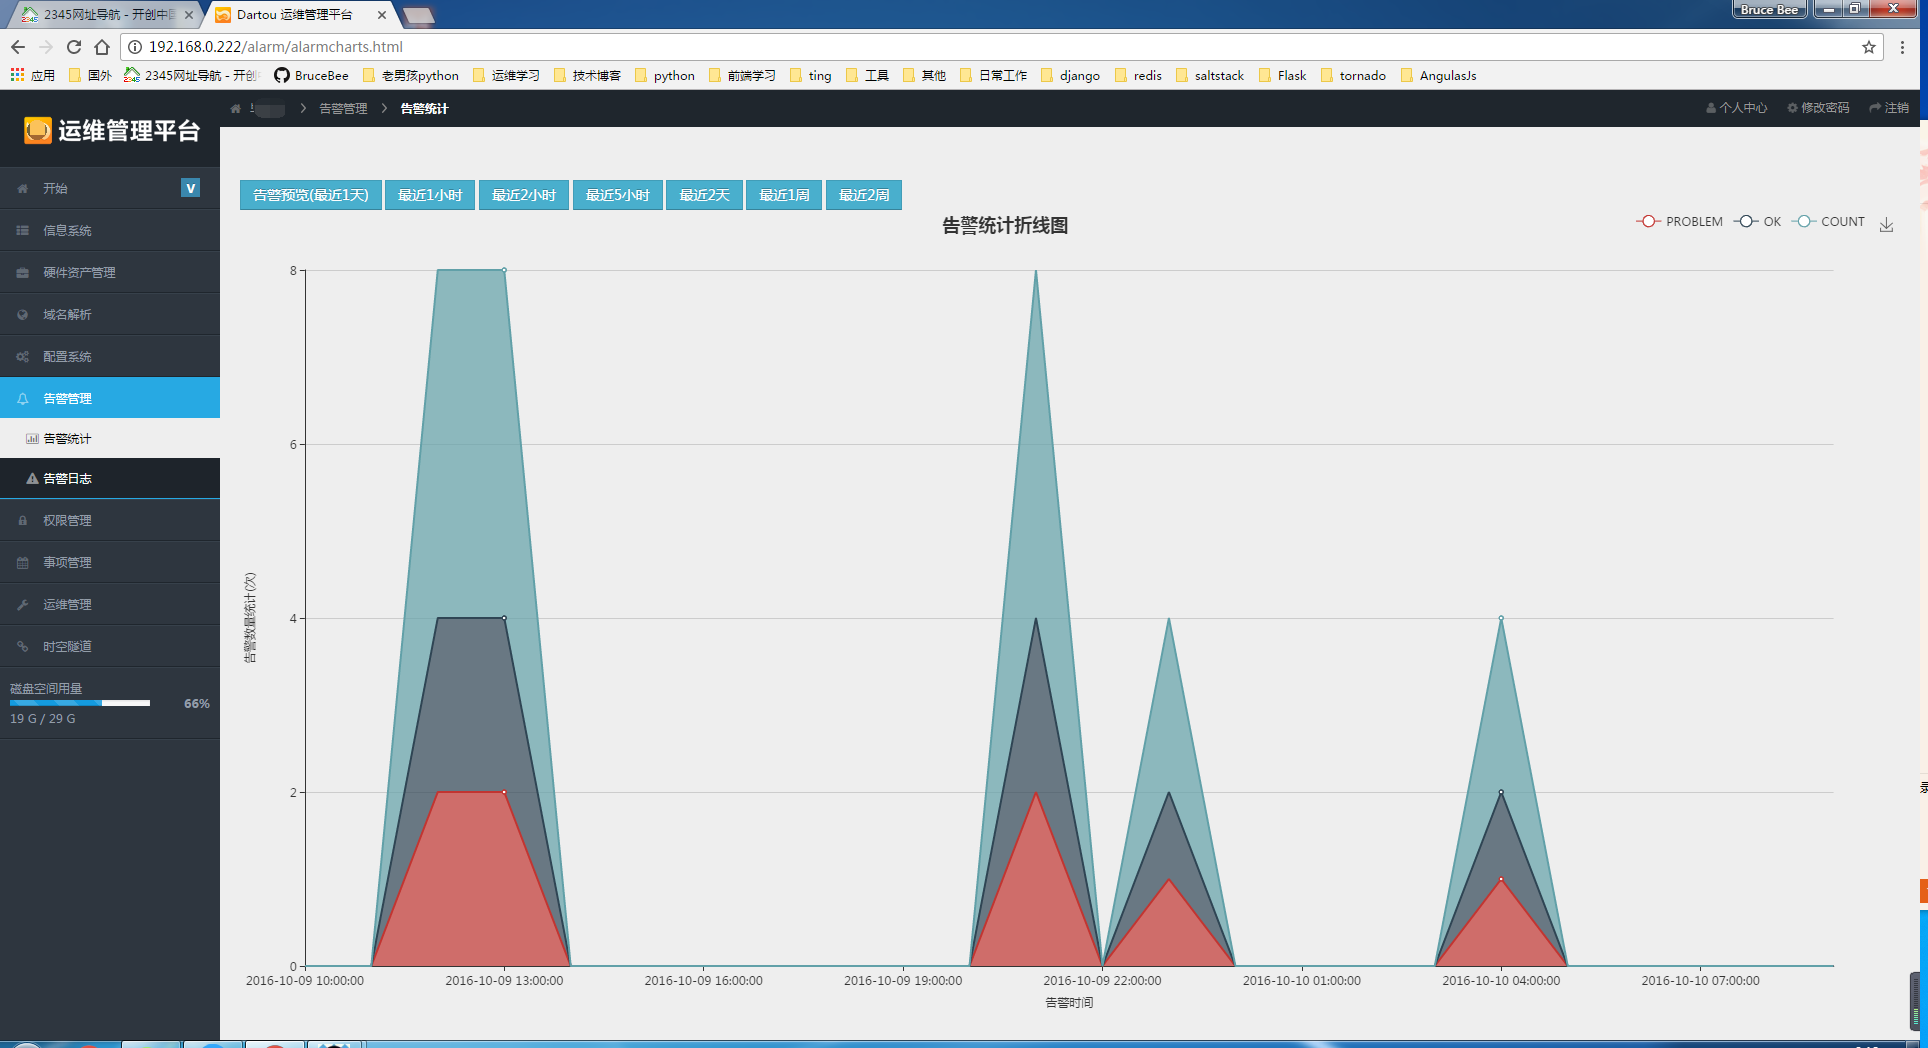 2345网址导航 - 开创中国
Dartou 运维管理平台
Bruce Bee
192.168.0.222/alarm/alarmcharts.html
应用 国外 2345网址导航 - 开创 BruceBee 老男孩python 运维学习 技术博客 python 前端学习 ting 工具 其他 日常工作 django redis saltstack Flask tornado AngulasJs
运维管理平台
告警管理 告警统计
个人中心 修改密码 注销
开始 V
信息系统
硬件资产管理
域名解析
配置系统
告警管理
告警统计
告警日志
权限管理
事项管理
运维管理
时空隧道
磁盘空间用量
66%
19 G / 29 G
告警预览(最近1天) 最近1小时 最近2小时 最近5小时 最近2天 最近1周 最近2周
告警统计折线图
PROBLEM OK COUNT
8
6
4
2
0
告警数量统计(次)
2016-10-09 10:00:00 2016-10-09 13:00:00 2016-10-09 16:00:00 2016-10-09 19:00:00 2016-10-09 22:00:00 2016-10-10 01:00:00 2016-10-10 04:00:00 2016-10-10 07:00:00
告警时间